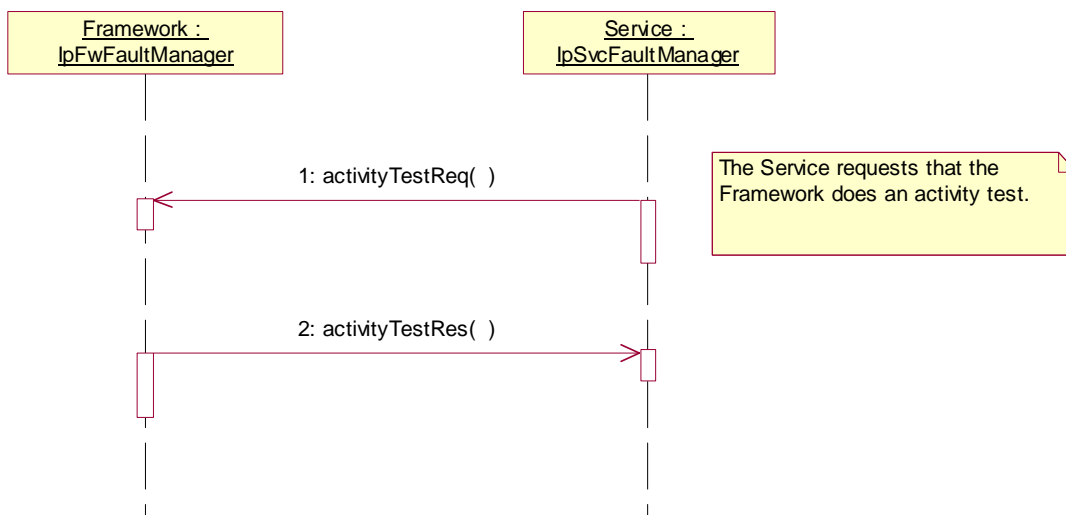 Framework :
IpFwFaultManager
Service :
IpSvcFaultManager
1: activityTestReq( )
The Service requests that the
Framework does an activity test.
2: activityTestRes( )